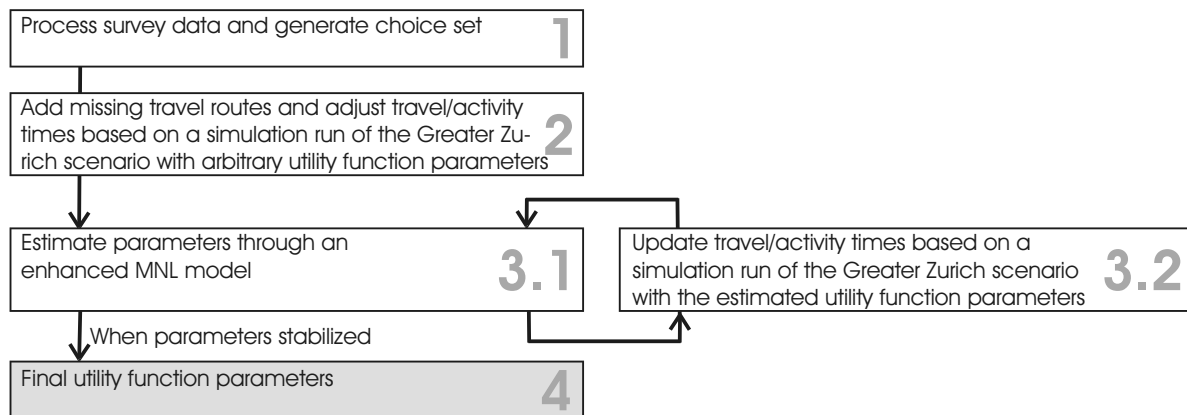 Process survey data and generate choice set
1
Add missing travel routes and adjust travel/activity
times based on a simulation run of the Greater Zu-
rich scenario with arbitrary utility function parameters
2
Estimate parameters through an
enhanced MNL model
3.1
Update travel/activity times based on a
simulation run of the Greater Zurich scenario
with the estimated utility function parameters
3.2
When parameters stabilized
Final utility function parameters
4